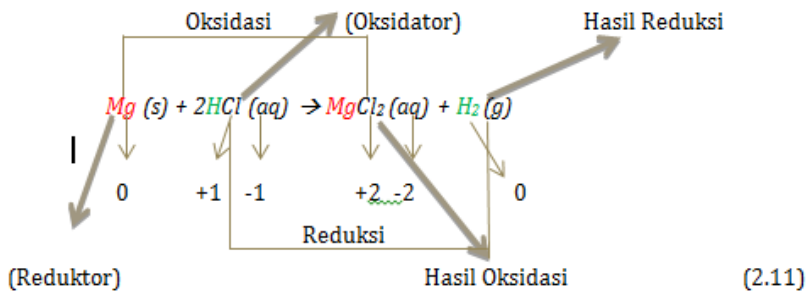 Oksidasi (Oksidator) Hasil Reduksi
Mg (s) + 2HCl (aq) → MgCl₂ (aq) + H₂ (g)
0 +1 -1 +2 -2 0
Reduksi
(Reduktor) Hasil Oksidasi (2.11)